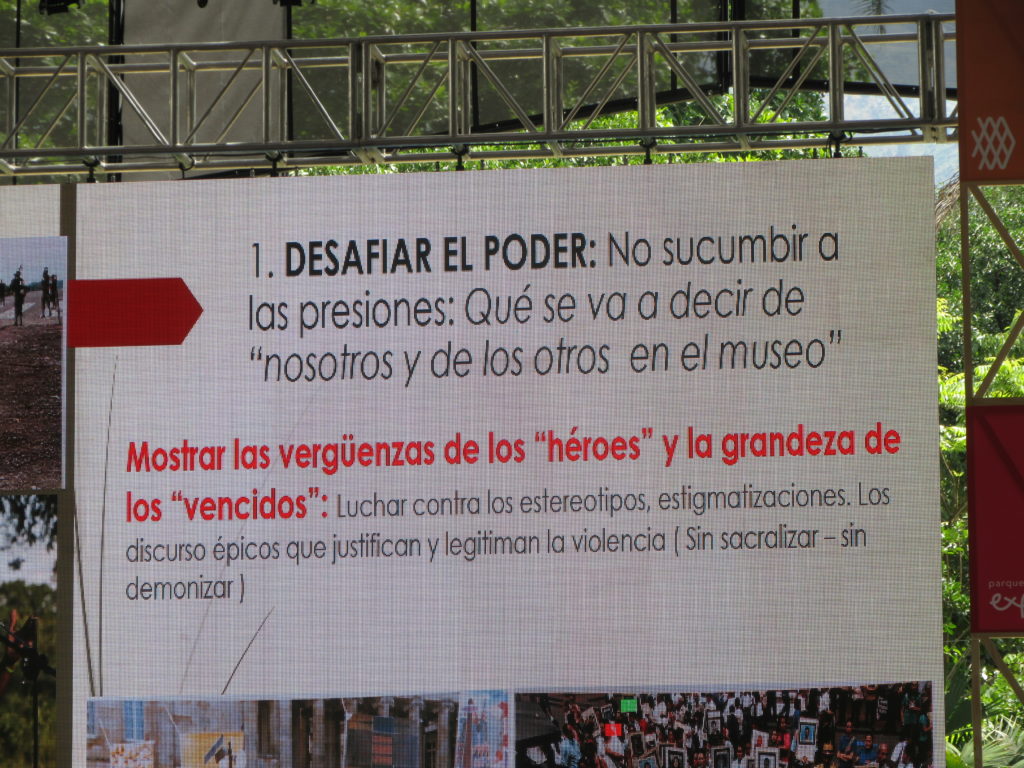 1. DESAFIAR EL PODER: No sucumbir a
las presiones: Qué se va a decir de
“nosotros y de los otros en el museo”
Mostrar las vergüenzas de los “héroes” y la grandeza de
los “vencidos”: Luchar contra los estereotipos, estigmatizaciones. Los
discurso épicos que justifican y legitiman la violencia ( Sin sacralizar – sin
demonizar )
parque